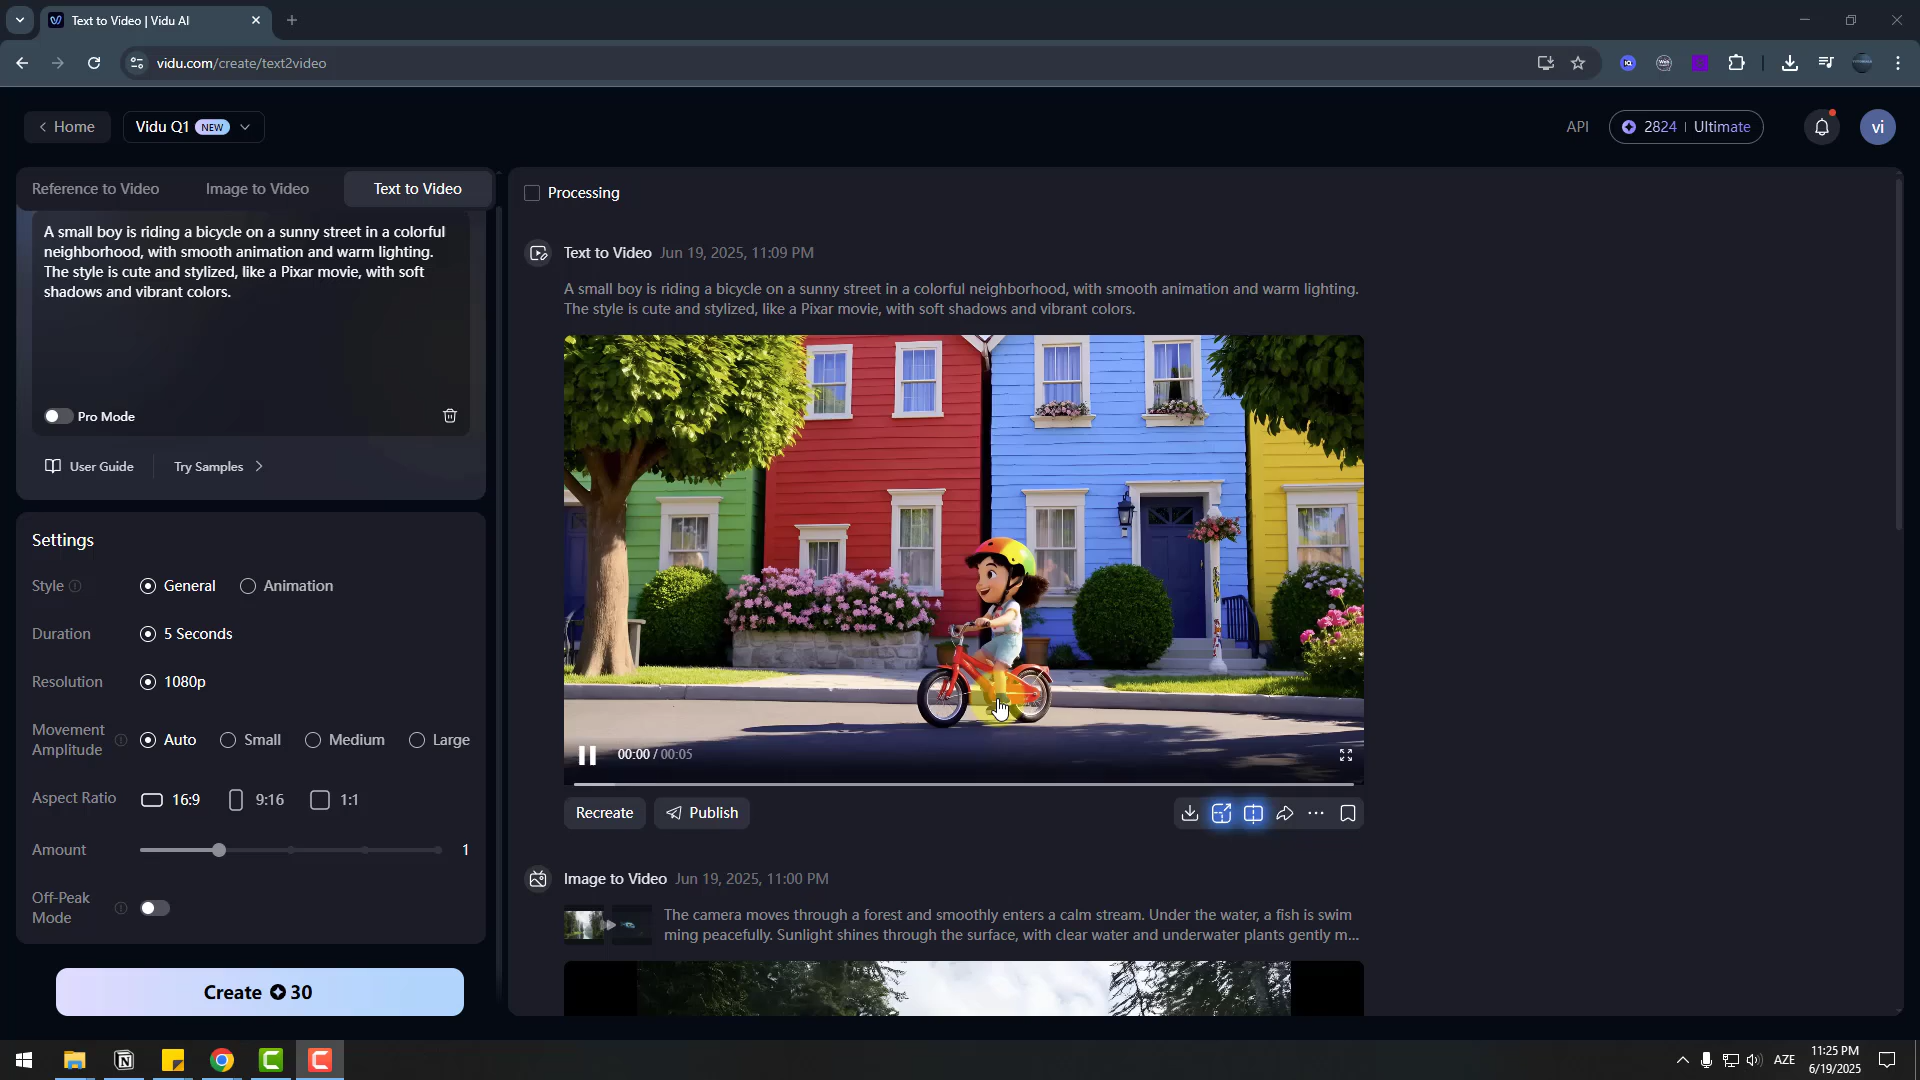 Text to Video | Vidu AI
vidu.com/create/text2video
Home
Vidu Q1 NEW
API
2824 | Ultimate
vi
Reference to Video
Image to Video
Text to Video
A small boy is riding a bicycle on a sunny street in a colorful
neighborhood, with smooth animation and warm lighting.
The style is cute and stylized, like a Pixar movie, with soft
shadows and vibrant colors.
Pro Mode
User Guide
Try Samples
Settings
Style
General
Animation
Duration
5 Seconds
Resolution
1080p
Movement
Amplitude
Auto
Small
Medium
Large
Aspect Ratio
16:9
9:16
1:1
Amount
1
Off-Peak
Mode
Create 30
Processing
Text to Video Jun 19, 2025, 11:09 PM
A small boy is riding a bicycle on a sunny street in a colorful neighborhood, with smooth animation and warm lighting.
The style is cute and stylized, like a Pixar movie, with soft shadows and vibrant colors.
00:00 / 00:05
Recreate
Publish
Image to Video Jun 19, 2025, 11:00 PM
The camera moves through a forest and smoothly enters a calm stream. Under the water, a fish is swim
ming peacefully. Sunlight shines through the surface, with clear water and underwater plants gently m...
AZE
11:25 PM
6/19/2025